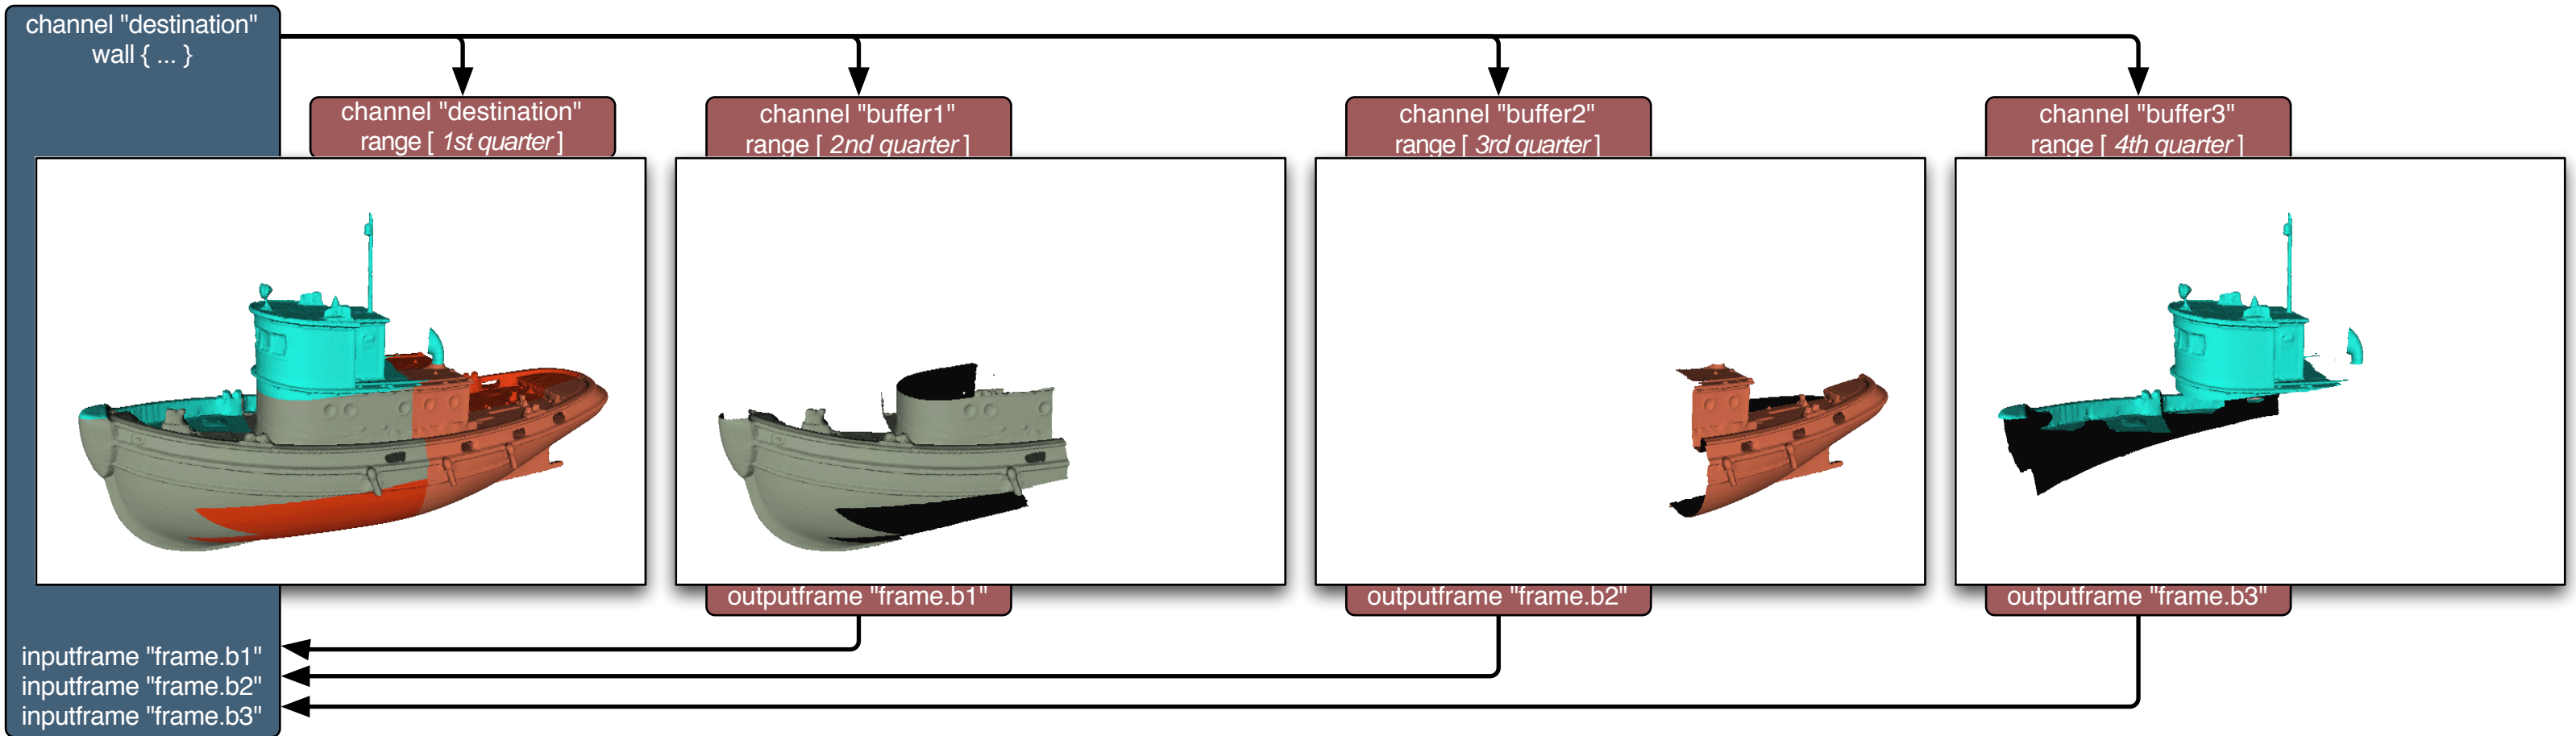 channel "destination"
wall { ... }
channel "destination"
range [ 1st quarter ]
channel "buffer1"
range [ 2nd quarter ]
channel "buffer2"
range [ 3rd quarter ]
channel "buffer3"
range [ 4th quarter ]
outputframe "frame.b1"
outputframe "frame.b2"
outputframe "frame.b3"
inputframe "frame.b1"
inputframe "frame.b2"
inputframe "frame.b3"